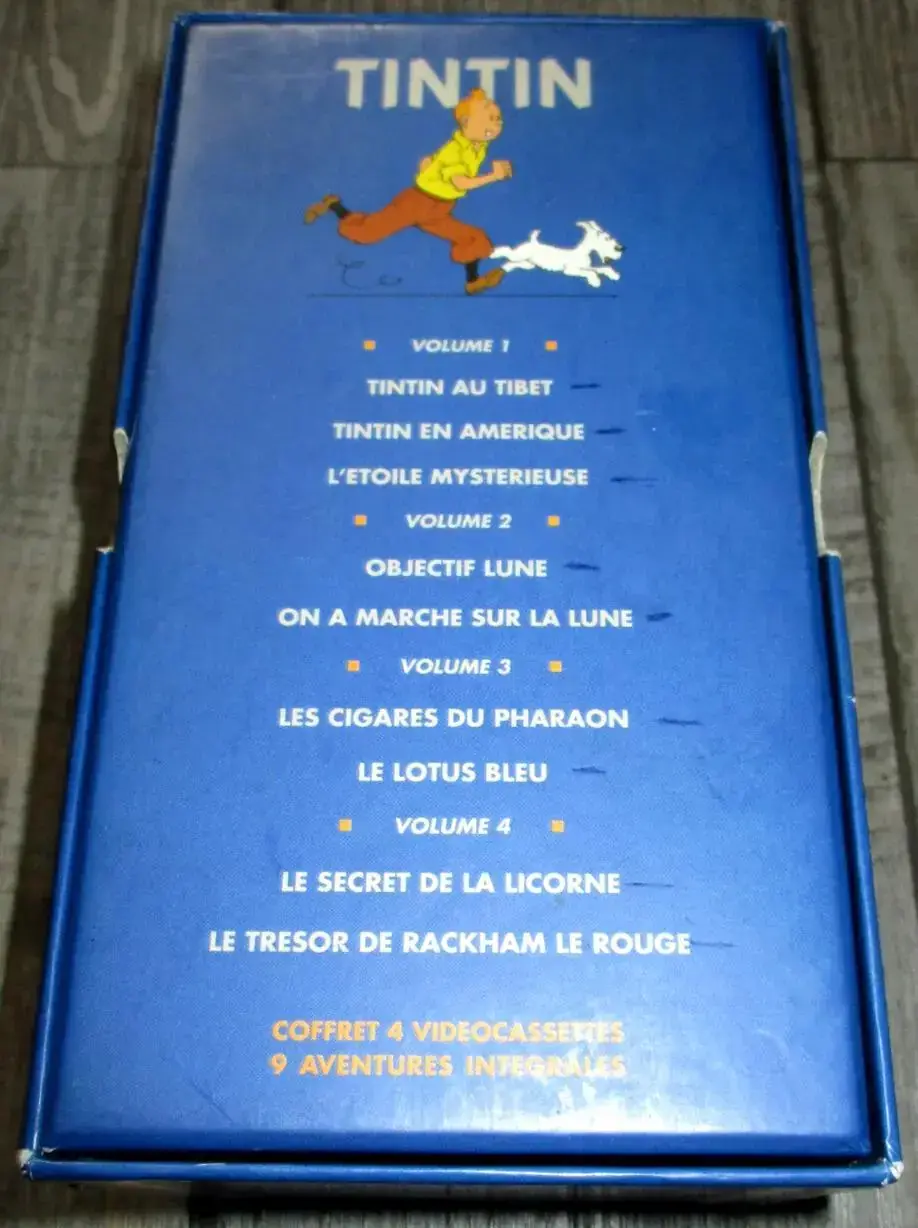 TINTIN
VOLUME 1
TINTIN AU TIBET
TINTIN EN AMERIQUE
L'ETOILE MYSTERIEUSE
VOLUME 2
OBJECTIF LUNE
ON A MARCHE SUR LA LUNE
VOLUME 3
LES CIGARES DU PHARAON
LE LOTUS BLEU
VOLUME 4
LE SECRET DE LA LICORNE
LE TRESOR DE RACKHAM LE ROUGE
COFFRET 4 VIDEOCASSETTES
9 AVENTURES INTEGRALES